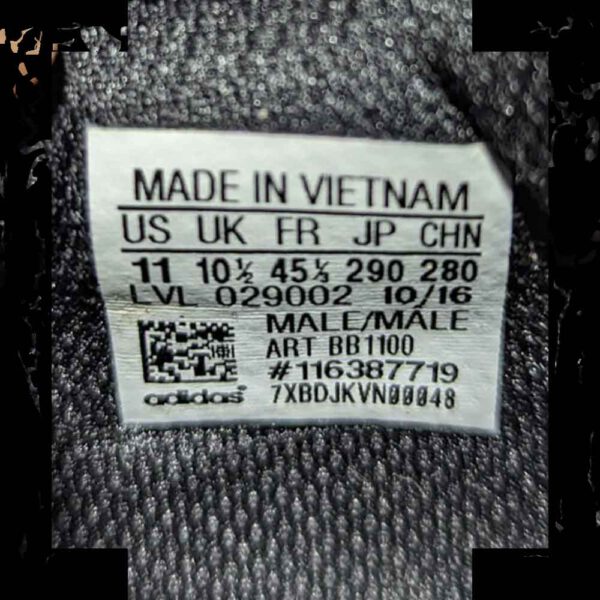 MADE IN VIETNAM
US UK FR JP CHN
11 10½ 45⅓ 290 280
LVL 029002 10/16
MALE/MALE
ART BB1100
#116387719
adidas® 7XBDJKVN00048